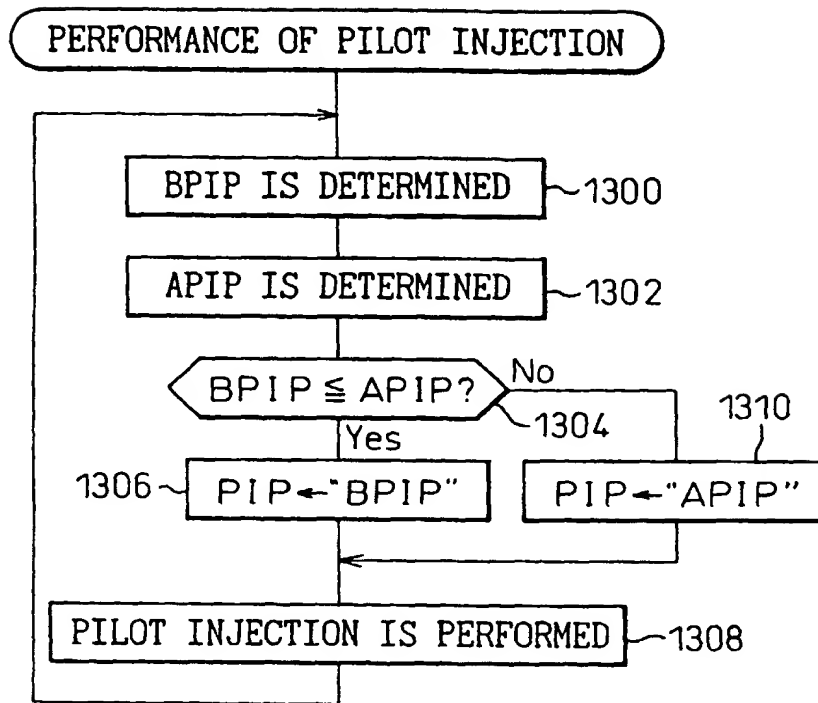 PERFORMANCE OF PILOT INJECTION
BPIP IS DETERMINED
1300
APIP IS DETERMINED
1302
BPIP ≦ APIP?
No
1304
Yes
1310
1306
PIP←"BPIP"
PIP←"APIP"
PILOT INJECTION IS PERFORMED
1308